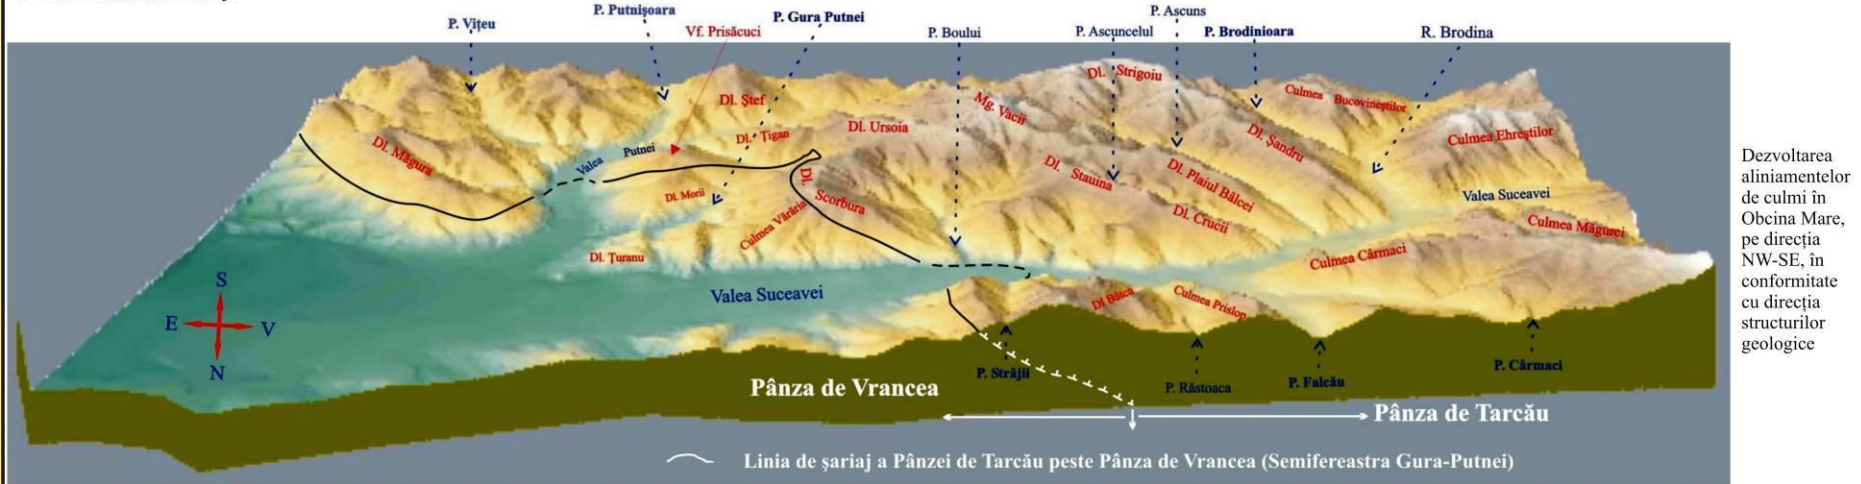 P. Vițeu
P. Putnișoara
Vf. Prisăcuci
P. Gura Putnei
P. Boului
P. Ascuncelul
P. Ascuns
P. Brodinioara
R. Brodina
Dl. Măgura
Valea Putnei
Dl. Ștef
Dl. Țigan
Dl. Ursoia
Mg. Vacii
Dl. Strigoiu
Culmea Bucovineștilor
Dl. Șandru
Culmea Ehreștilor
Dl. Morii
Culmea Văraria
Dl. Scorbura
Dl. Stauina
Dl. Plaiul Bâlcei
Dl. Crucii
Valea Sucevei
Culmea Măgurei
Culmea Cârmaci
Dl. Țuranu
Valea Sucevei
Dl Bâtca
Culmea Prislop
S
E V
N
P. Străjii
P. Răstoaca
P. Falcău
P. Cârmaci
Pânza de Vrancea
Pânza de Tarcău
Linia de șariaj a Pânzei de Tarcău peste Pânza de Vrancea (Semifereastra Gura-Putnei)
Dezvoltarea
aliniamentelor
de culmi în
Obcina Mare,
pe direcția
NW-SE, în
conformitate
cu direcția
structurilor
geologice